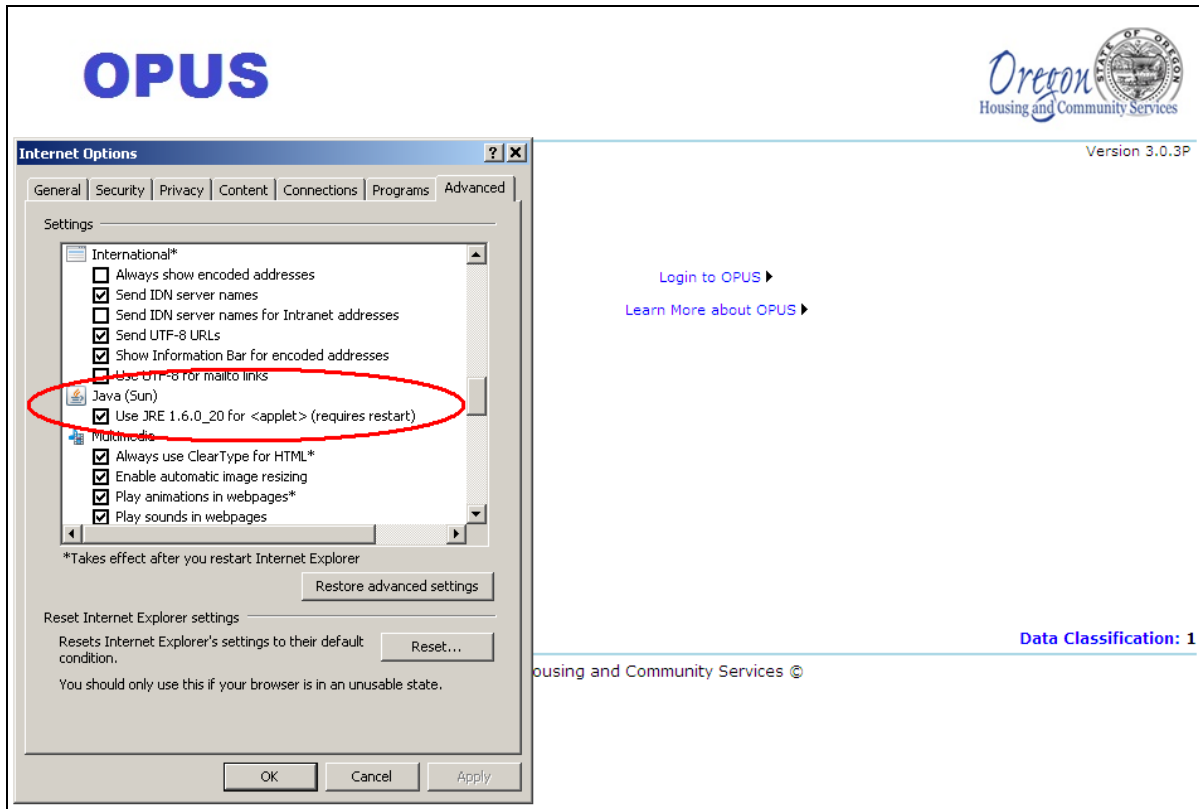 OPUS
STATE OF OREGON
Oregon
Housing and Community Services
Internet Options
Version 3.0.3P
General Security Privacy Content Connections Programs Advanced
Settings
International*
Always show encoded addresses
Send IDN server names
Send IDN server names for Intranet addresses
Send UTF-8 URLs
Show Information Bar for encoded addresses
Use UTF-8 for mailto links
Java (Sun)
Use JRE 1.6.0_20 for <applet> (requires restart)
Multimedia
Always use ClearType for HTML*
Enable automatic image resizing
Play animations in webpages*
Play sounds in webpages
*Takes effect after you restart Internet Explorer
Restore advanced settings
Reset Internet Explorer settings
Resets Internet Explorer's settings to their default
condition.
Reset...
You should only use this if your browser is in an unusable state.
OK Cancel Apply
Login to OPUS
Learn More about OPUS
Data Classification: 1
ousing and Community Services ©